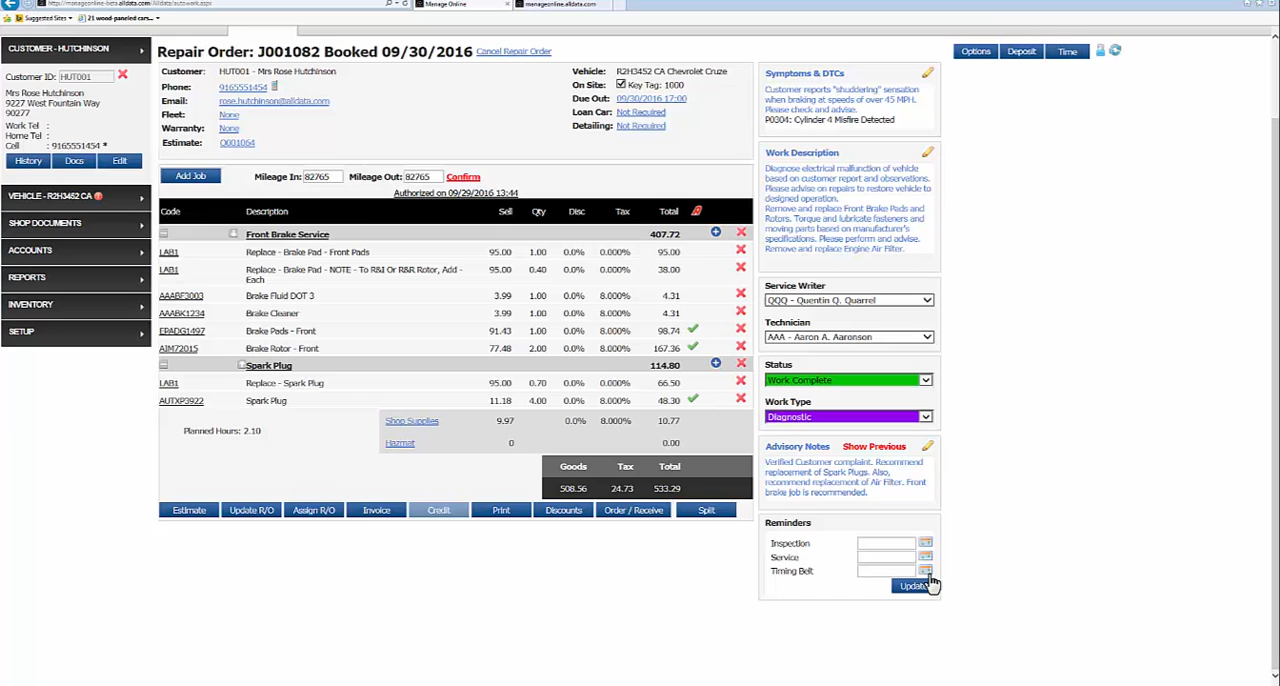 http://manageonline-beta.alldata.com/Alldata/autowork.aspx
Manage Online
manageonline.alldata.com
Suggested Sites
21 wood-paneled cars...
CUSTOMER - HUTCHINSON
Customer ID: HUT001
Mrs Rose Hutchinson
9227 West Fountain Way
90277
Work Tel :
Home Tel :
Cell : 9165551454 *
History Docs Edit
VEHICLE - R2H3452 CA
SHOP DOCUMENTS
ACCOUNTS
REPORTS
INVENTORY
SETUP
Repair Order: J001082 Booked 09/30/2016 Cancel Repair Order
Customer: HUT001 - Mrs Rose Hutchinson
Phone: 9165551454
Email: rose.hutchinson@alldata.com
Fleet: None
Warranty: None
Estimate: Q001064
Vehicle: R2H3452 CA Chevrolet Cruze
On Site: Key Tag: 1000
Due Out: 09/30/2016 17:00
Loan Car: Not Required
Detailing: Not Required
Add Job Mileage In: 82765 Mileage Out: 82765 Confirm
Authorized on 09/29/2016 13:44
Code Description Sell Qty Disc Tax Total
Front Brake Service 407.72
LAB1 Replace - Brake Pad - Front Pads 95.00 1.00 0.0% 0.000% 95.00
LAB1 Replace - Brake Pad - NOTE - To R&I Or R&R Rotor, Add - 95.00 0.40 0.0% 0.000% 38.00
Each
AAABF3003 Brake Fluid DOT 3 3.99 1.00 0.0% 8.000% 4.31
AAABK1234 Brake Cleaner 3.99 1.00 0.0% 8.000% 4.31
EPADG1497 Brake Pads - Front 91.43 1.00 0.0% 8.000% 98.74
AIM72015 Brake Rotor - Front 77.48 2.00 0.0% 8.000% 167.36
Spark Plug 114.80
LAB1 Replace - Spark Plug 95.00 0.70 0.0% 0.000% 66.50
AUTXP3922 Spark Plug 11.18 4.00 0.0% 8.000% 48.30
Planned Hours: 2.10
Shop Supplies 9.97 0.0% 8.000% 10.77
Hazmat 0 0.00
Goods Tax Total
508.56 24.73 533.29
Estimate Update R/O Assign R/O Invoice Credit Print Discounts Order / Receive Split
Options Deposit Time
Symptoms & DTCs
Customer reports "shuddering" sensation
when braking at speeds of over 45 MPH.
Please check and advise.
P0304: Cylinder 4 Misfire Detected
Work Description
Diagnose electrical malfunction of vehicle
based on customer report and observations.
Please advise on repairs to restore vehicle to
designed operation.
Remove and replace Front Brake Pads and
Rotors. Torque and lubricate fasteners and
moving parts based on manufacturer's
specifications. Please perform and advise.
Remove and replace Engine Air Filter.
Service Writer
QQQ - Quentin Q. Quarrel
Technician
AAA - Aaron A. Aaronson
Status
Work Complete
Work Type
Diagnostic
Advisory Notes Show Previous
Verified Customer complaint. Recommend
replacement of Spark Plugs. Also,
recommend replacement of Air Filter. Front
brake job is recommended.
Reminders
Inspection
Service
Timing Belt
Update